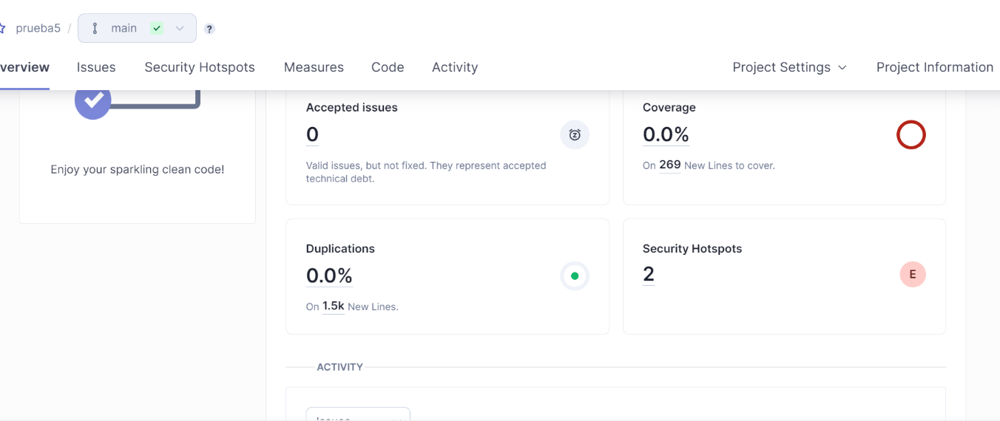 prueba5 / main ?
verview Issues Security Hotspots Measures Code Activity Project Settings Project Information
Enjoy your sparkling clean code!
Accepted issues
0
Valid issues, but not fixed. They represent accepted
technical debt.
Coverage
0.0%
On 269 New Lines to cover.
Duplications
0.0%
On 1.5k New Lines.
Security Hotspots
2
E
ACTIVITY
Issues